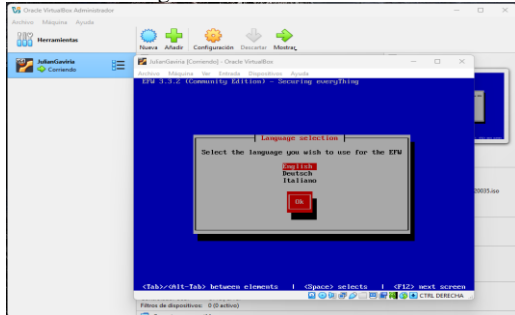 Oracle VirtualBox Administrador
Archivo Máquina Ayuda
Herramientas
Nueva Añadir Configuración Descartar Mostrar
JulianGaviria
Corriendo
JulianGaviria [Corriendo] - Oracle VirtualBox
Archivo Máquina Ver Entrada Dispositivos Ayuda
EFW 3.3.2 (Community Edition) - Securing everyThing
Language selection
Select the language you wish to use for the EFW
English
Deutsch
Italiano
Ok
<Tab>/<Alt-Tab> between elements | <Space> selects | <F12> next screen
CTRL DERECHA
Filtros de dispositivos: 0 (0 activo)